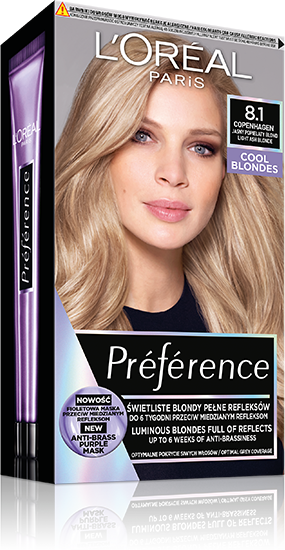 L'ORÉAL
PARIS
8.1
COPENHAGEN
JASNY POPIELATY BLOND
LIGHT ASH BLONDE
COOL
BLONDES
L'ORÉAL
Préférence
Préférence
NOWOŚĆ
FIOLETOWA MASKA
PRZECIW MIEDZIANYM
REFLEKSOM
NEW
ANTI-BRASS
PURPLE
MASK
ŚWIETLISTE BLONDY PEŁNE REFLEKSÓW
DO 6 TYGODNI PRZECIW MIEDZIANYM REFLEKSOM
LUMINOUS BLONDES FULL OF REFLECTS
UP TO 6 WEEKS OF ANTI-BRASSINESS
OPTYMALNE POKRYCIE SIWYCH WŁOSÓW / OPTIMAL GREY COVERAGE